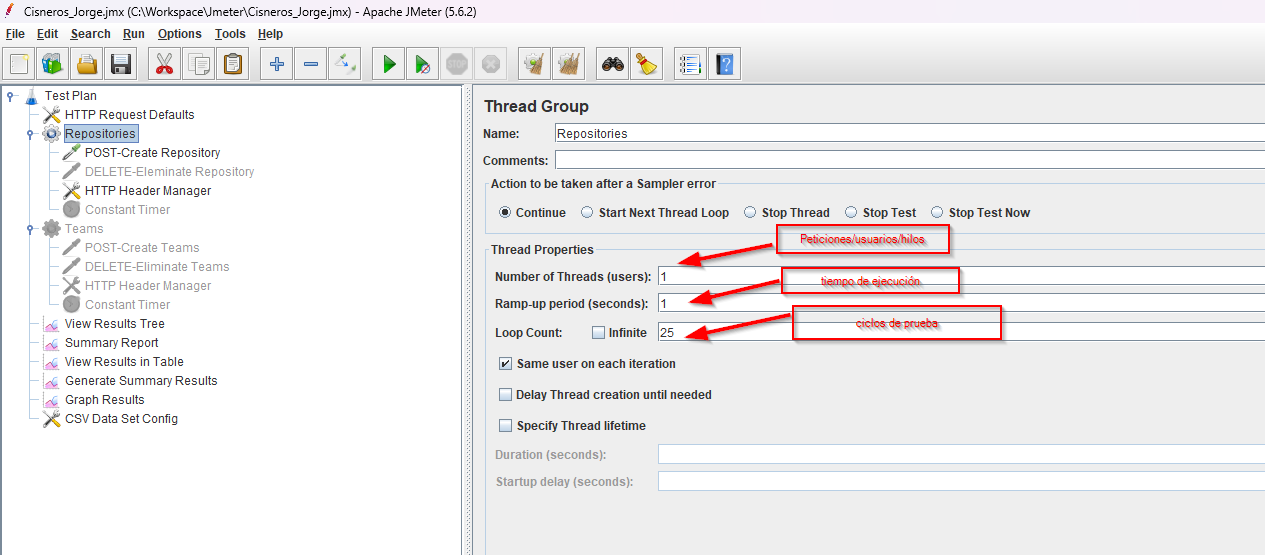 Cisneros_Jorge.jmx (C:\Workspace\Jmeter\Cisneros_Jorge.jmx) - Apache JMeter (5.6.2)
File Edit Search Run Options Tools Help
STOP
Test Plan
HTTP Request Defaults
Repositories
POST-Create Repository
DELETE-Eleminate Repository
HTTP Header Manager
Constant Timer
Teams
POST-Create Teams
DELETE-Eliminate Teams
HTTP Header Manager
Constant Timer
View Results Tree
Summary Report
View Results in Table
Generate Summary Results
Graph Results
CSV Data Set Config
Thread Group
Name: Repositories
Comments:
Action to be taken after a Sampler error
Continue Start Next Thread Loop Stop Thread Stop Test Stop Test Now
Peticiones/usuarios/hilos
Thread Properties
Number of Threads (users): 1
tiempo de ejecución
Ramp-up period (seconds): 1
ciclos de prueba
Loop Count: Infinite 25
Same user on each iteration
Delay Thread creation until needed
Specify Thread lifetime
Duration (seconds):
Startup delay (seconds):